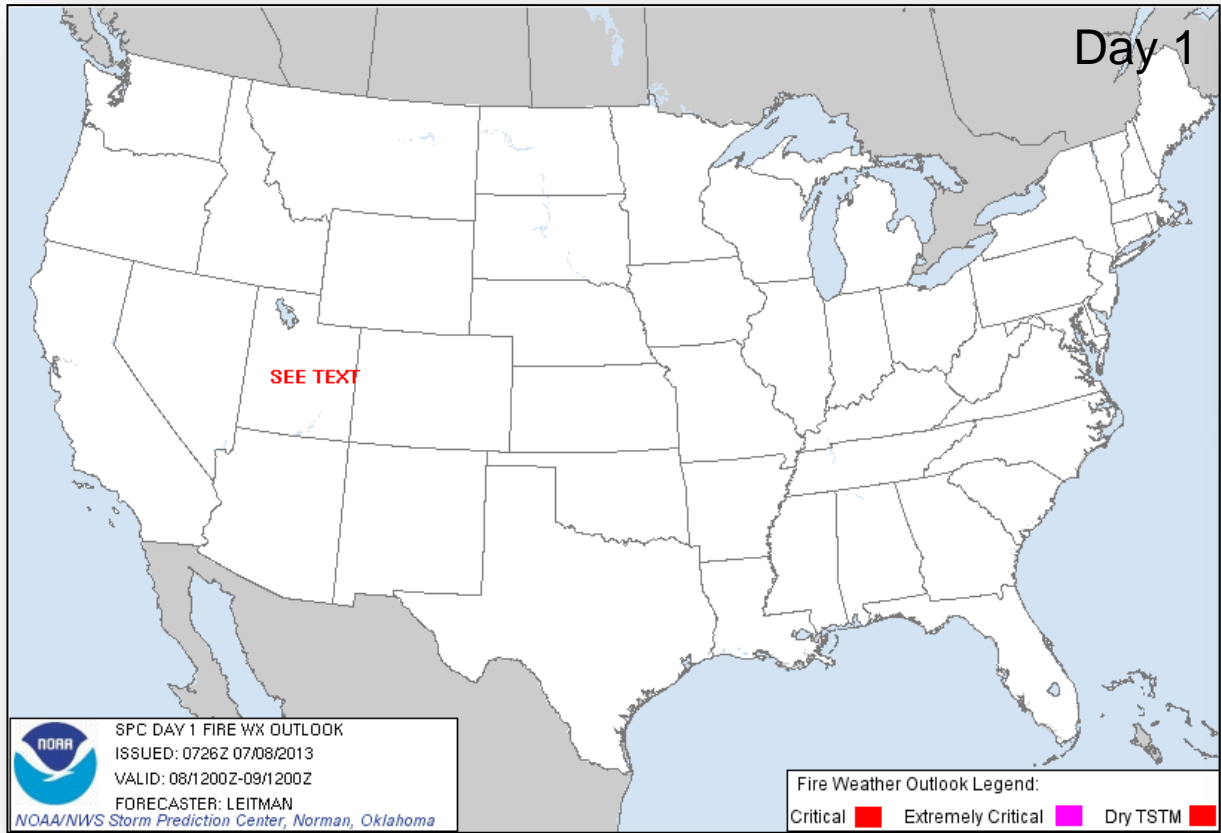 Day 1
SEE TEXT
NOAA
SPC DAY 1 FIRE WX OUTLOOK
ISSUED: 0726Z 07/08/2013
VALID: 08/1200Z-09/1200Z
FORECASTER: LEITMAN
NOAA/NWS Storm Prediction Center, Norman, Oklahoma
Fire Weather Outlook Legend:
Critical Extremely Critical Dry TSTM